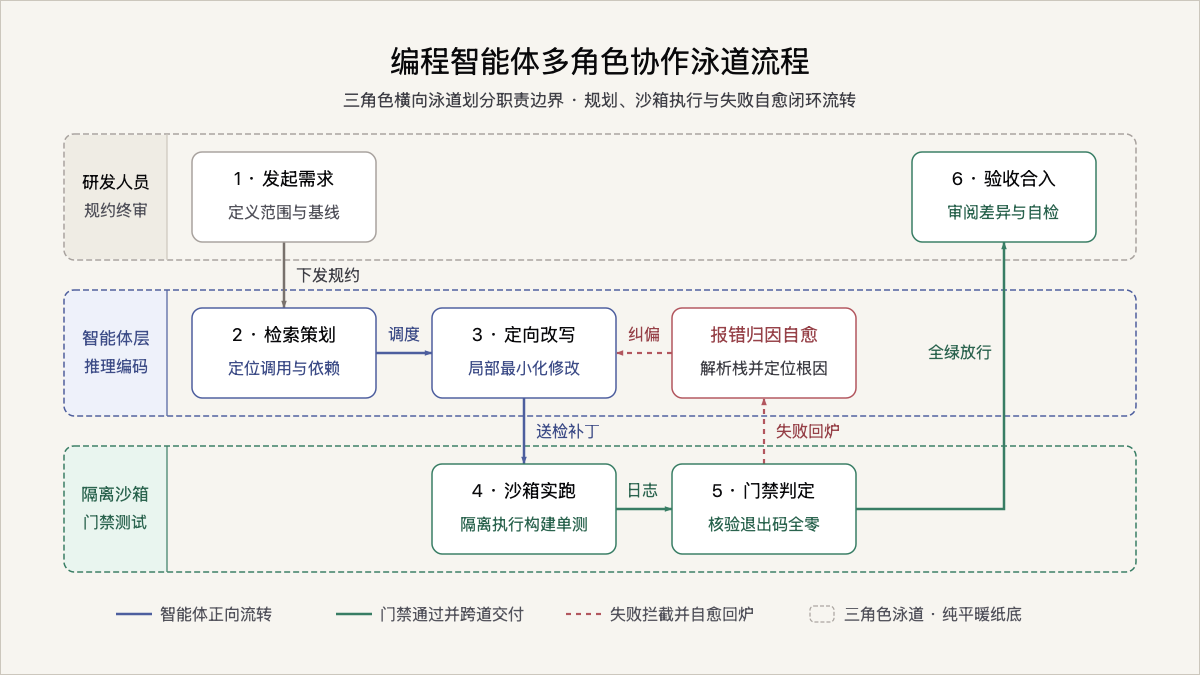 编程智能体多角色协作泳道流程
三角色横向泳道划分职责边界 · 规划、沙箱执行与失败自愈闭环流转
研发人员
规约终审
1 · 发起需求
定义范围与基线
6 · 验收合入
审阅差异与自检
下发规约
智能体层
推理编码
2 · 检索策划
定位调用与依赖
调度
3 · 定向改写
局部最小化修改
纠偏
报错归因自愈
解析栈并定位根因
全绿放行
送检补丁
失败回炉
隔离沙箱
门禁测试
4 · 沙箱实跑
隔离执行构建单测
日志
5 · 门禁判定
核验退出码全零
智能体正向流转
门禁通过并跨道交付
失败拦截并自愈回炉
三角色泳道 · 纯平暖纸底